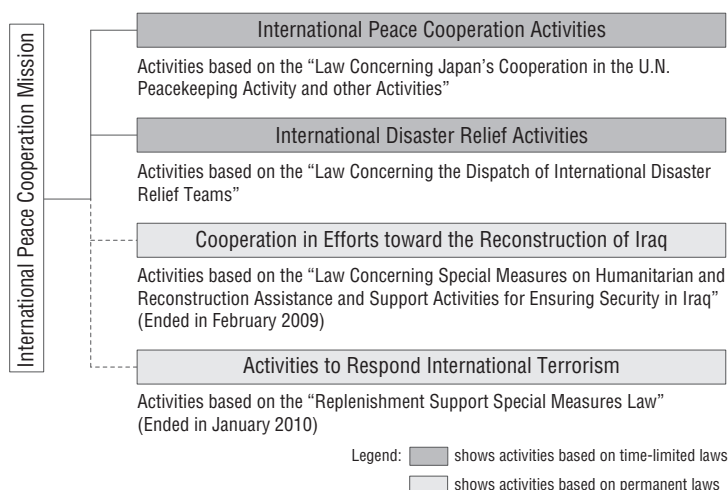 International Peace Cooperation Mission
International Peace Cooperation Activities
Activities based on the “Law Concerning Japan’s Cooperation in the U.N.
Peacekeeping Activity and other Activities”
International Disaster Relief Activities
Activities based on the “Law Concerning the Dispatch of International Disaster
Relief Teams”
Cooperation in Efforts toward the Reconstruction of Iraq
Activities based on the “Law Concerning Special Measures on Humanitarian and
Reconstruction Assistance and Support Activities for Ensuring Security in Iraq”
(Ended in February 2009)
Activities to Respond International Terrorism
Activities based on the “Replenishment Support Special Measures Law”
(Ended in January 2010)
Legend: shows activities based on time-limited laws
shows activities based on permanent laws